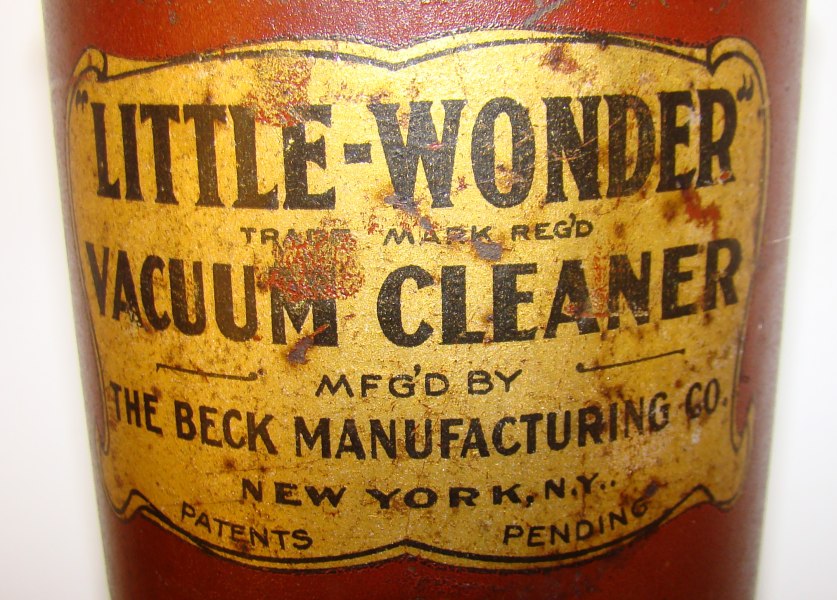 "LITTLE-WONDER"
TRADE MARK REG'D
VACUUM CLEANER
MFG'D BY
THE BECK MANUFACTURING CO.
NEW YORK, N.Y..
PATENTS PENDING